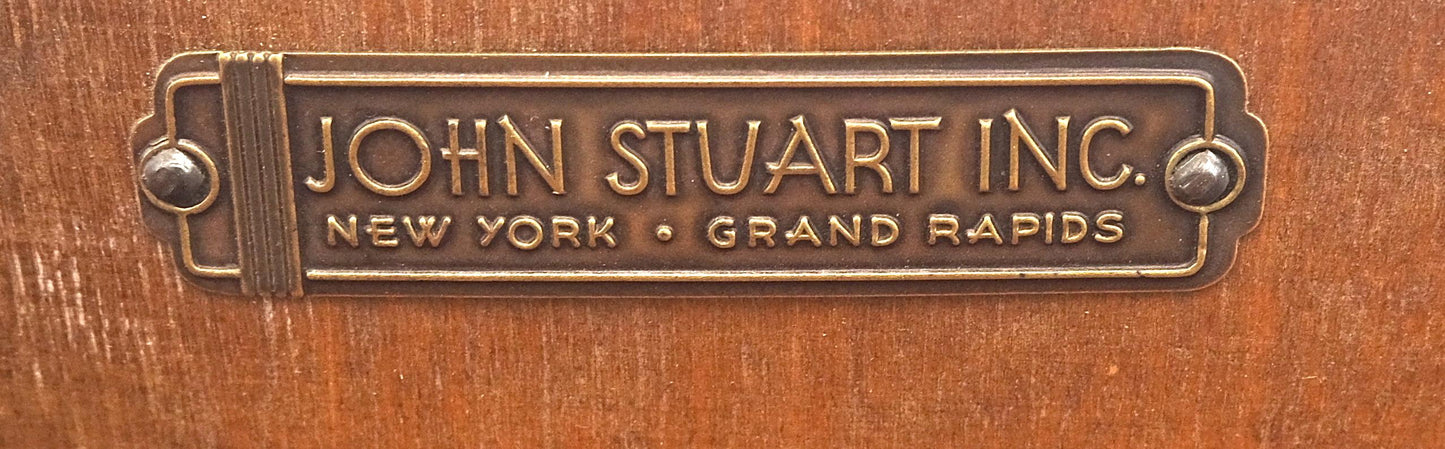 JOHN STUART INC.
NEW YORK · GRAND RAPIDS